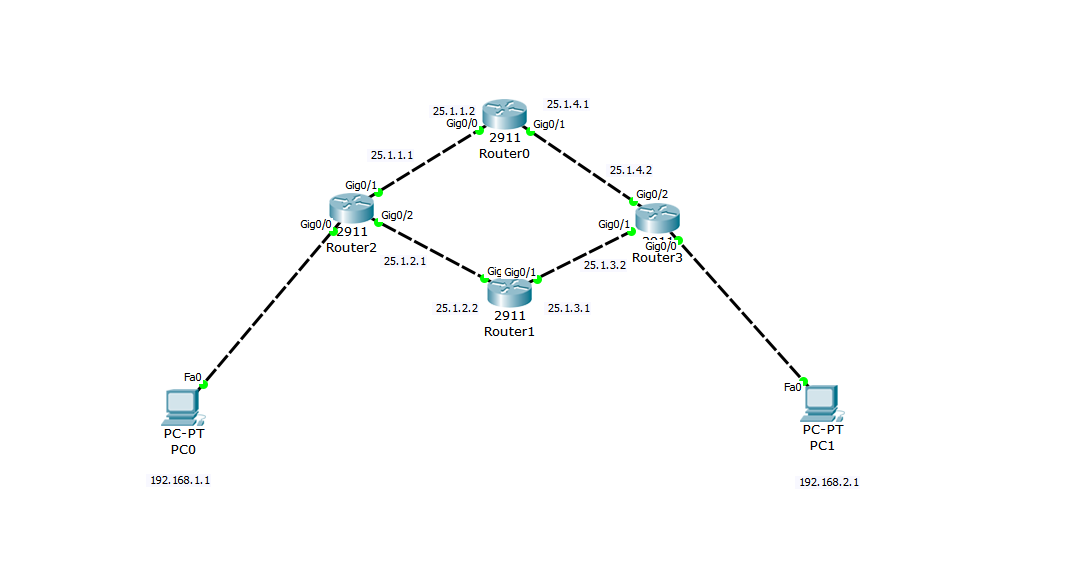 25.1.1.2
25.1.4.1
Gig0/0
Gig0/1
2911
Router0
25.1.1.1
25.1.4.2
Gig0/1
Gig0/2
Gig0/0
2911
Gig0/2
Router2
Gig0/1
Gig0/0
Router3
25.1.2.1
25.1.3.2
Gig0/1
25.1.2.2
2911
25.1.3.1
Router1
Fa0
Fa0
PC-PT
PC0
PC-PT
PC1
192.168.1.1
192.168.2.1